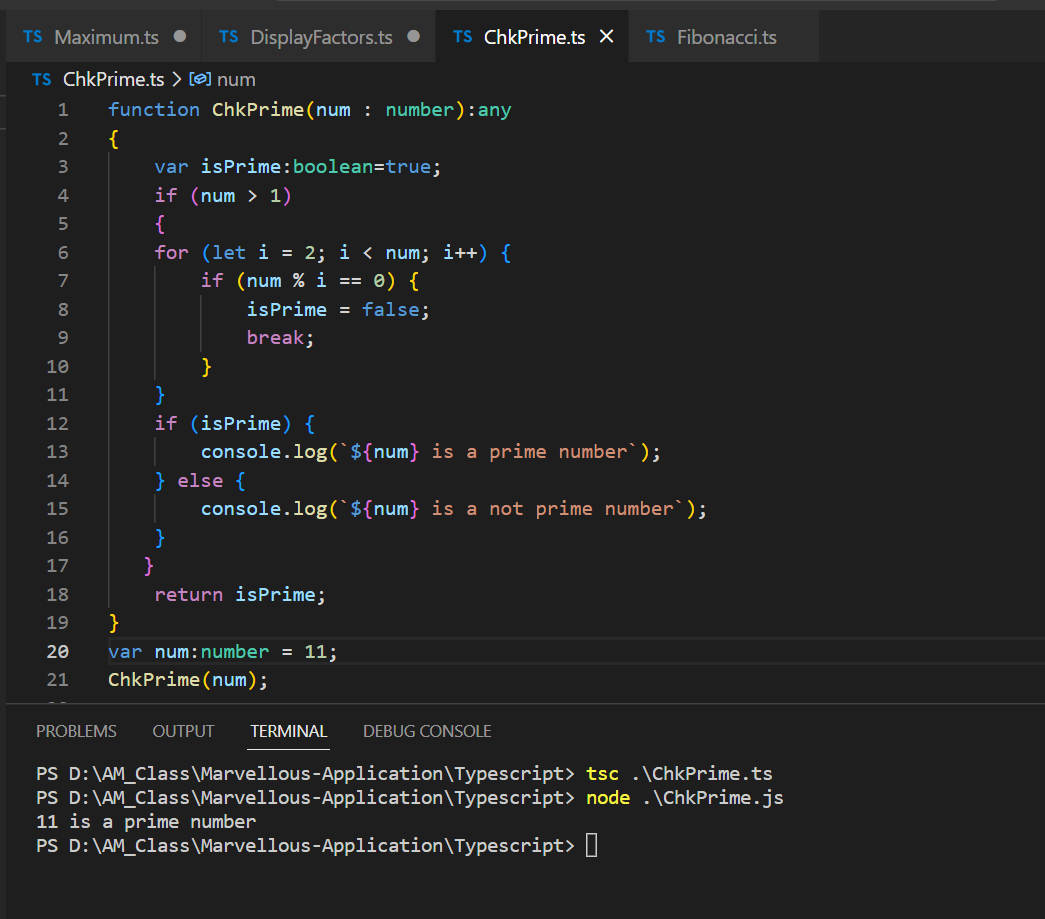 TS Maximum.ts ● TS DisplayFactors.ts ● TS ChkPrime.ts × TS Fibonacci.ts
TS ChkPrime.ts > num
1 function ChkPrime(num : number):any
2 {
3     var isPrime:boolean=true;
4     if (num > 1)
5     {
6     for (let i = 2; i < num; i++) {
7         if (num % i == 0) {
8             isPrime = false;
9             break;
10         }
11     }
12     if (isPrime) {
13         console.log(`${num} is a prime number`);
14     } else {
15         console.log(`${num} is a not prime number`);
16     }
17    }
18     return isPrime;
19 }
20 var num:number = 11;
21 ChkPrime(num);
PROBLEMS OUTPUT TERMINAL DEBUG CONSOLE
PS D:\AM_Class\Marvellous-Application\Typescript> tsc .\ChkPrime.ts
PS D:\AM_Class\Marvellous-Application\Typescript> node .\ChkPrime.js
11 is a prime number
PS D:\AM_Class\Marvellous-Application\Typescript>